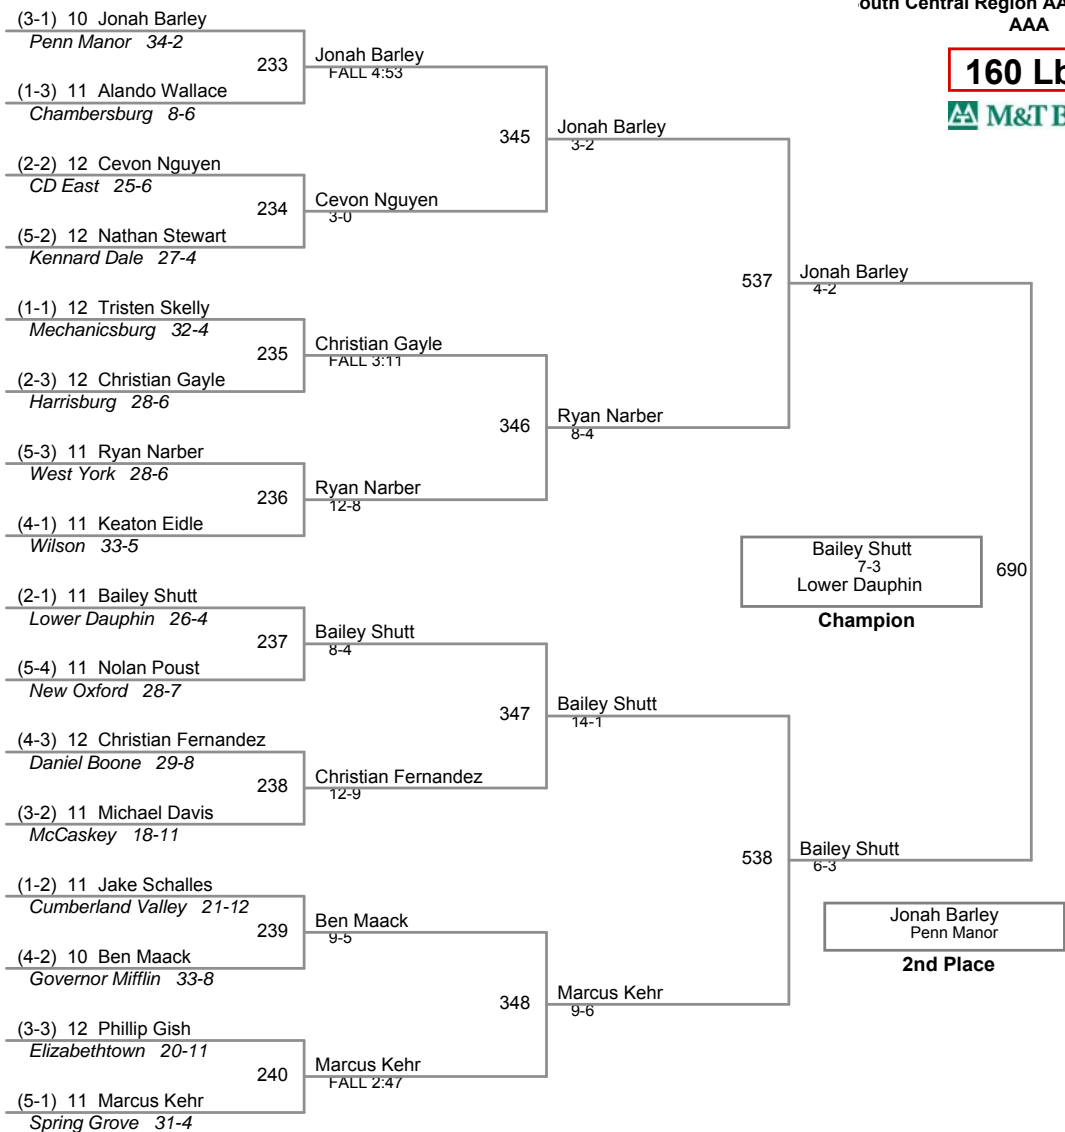 South Central Region AA
AAA
160 Lb
M&T B
(3-1) 10 Jonah Barley
Penn Manor 34-2
233
Jonah Barley
FALL 4:53
(1-3) 11 Alando Wallace
Chambersburg 8-6
345
Jonah Barley
3-2
(2-2) 12 Cevon Nguyen
CD East 25-6
234
Cevon Nguyen
3-0
(5-2) 12 Nathan Stewart
Kennard Dale 27-4
537
Jonah Barley
4-2
(1-1) 12 Tristen Skelly
Mechanicsburg 32-4
235
Christian Gayle
FALL 3:11
(2-3) 12 Christian Gayle
Harrisburg 28-6
346
Ryan Narber
8-4
(5-3) 11 Ryan Narber
West York 28-6
236
Ryan Narber
12-8
(4-1) 11 Keaton Eidle
Wilson 33-5
Bailey Shutt
7-3
Lower Dauphin
690
Champion
(2-1) 11 Bailey Shutt
Lower Dauphin 26-4
237
Bailey Shutt
8-4
(5-4) 11 Nolan Poust
New Oxford 28-7
347
Bailey Shutt
14-1
(4-3) 12 Christian Fernandez
Daniel Boone 29-8
238
Christian Fernandez
12-9
(3-2) 11 Michael Davis
McCaskey 18-11
538
Bailey Shutt
6-3
(1-2) 11 Jake Schalles
Cumberland Valley 21-12
239
Ben Maack
9-5
(4-2) 10 Ben Maack
Governor Mifflin 33-8
Jonah Barley
Penn Manor
2nd Place
348
Marcus Kehr
9-6
(3-3) 12 Phillip Gish
Elizabethtown 20-11
240
Marcus Kehr
FALL 2:47
(5-1) 11 Marcus Kehr
Spring Grove 31-4